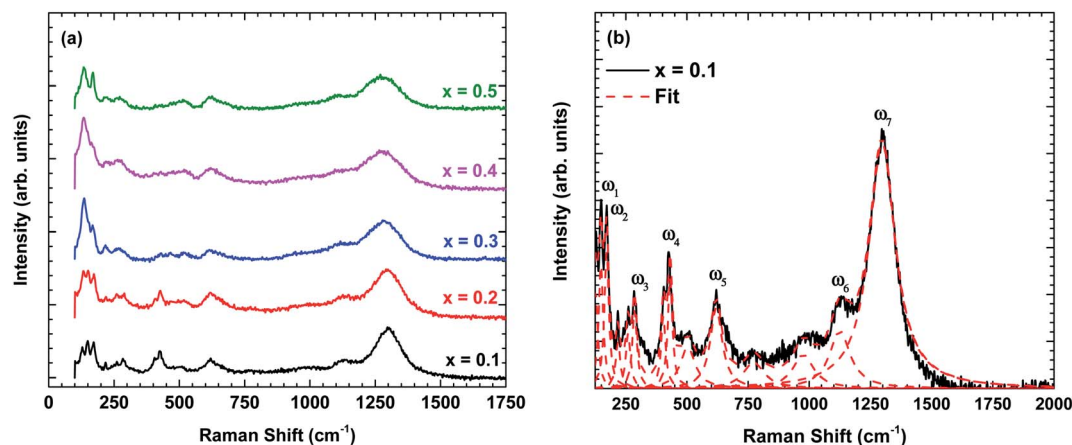 (a)
x = 0.5
x = 0.4
x = 0.3
x = 0.2
x = 0.1
Intensity (arb. units)
0 250 500 750 1000 1250 1500 1750
Raman Shift (cm⁻¹)
(b)
x = 0.1
Fit
ω₁
ω₂
ω₃
ω₄
ω₅
ω₆
ω₇
Intensity (arb. units)
250 500 750 1000 1250 1500 1750 2000
Raman Shift (cm⁻¹)